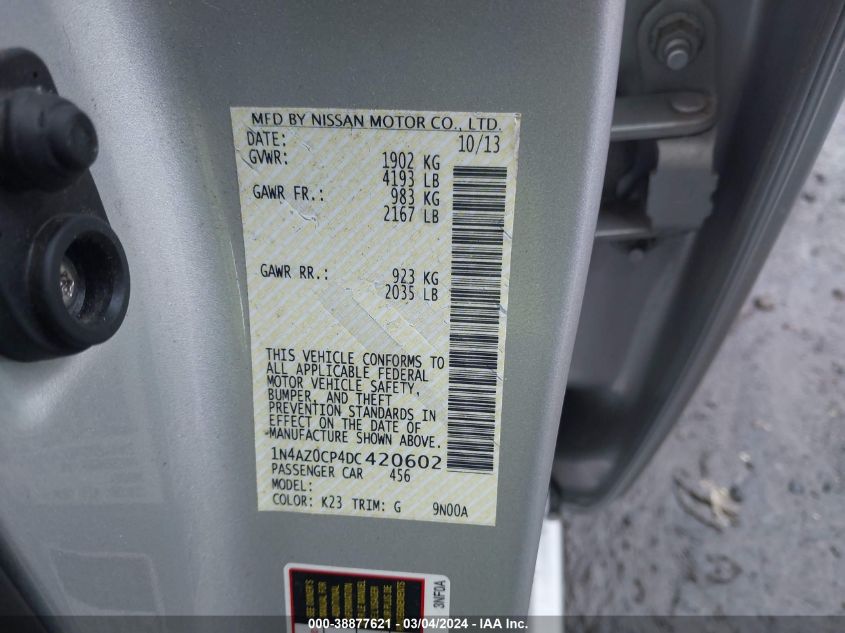 MFD BY NISSAN MOTOR CO., LTD.
DATE: 10/13
GVWR: 1902 KG
4193 LB
GAWR FR.: 983 KG
2167 LB
GAWR RR.: 923 KG
2035 LB
THIS VEHICLE CONFORMS TO
ALL APPLICABLE FEDERAL
MOTOR VEHICLE SAFETY,
BUMPER, AND THEFT
PREVENTION STANDARDS IN
EFFECT ON THE DATE OF
MANUFACTURE SHOWN ABOVE.
1N4AZ0CP4DC420602
PASSENGER CAR 456
MODEL:
COLOR: K23 TRIM: G 9N00A
3NF0A
000-38877621 - 03/04/2024 - IAA Inc.